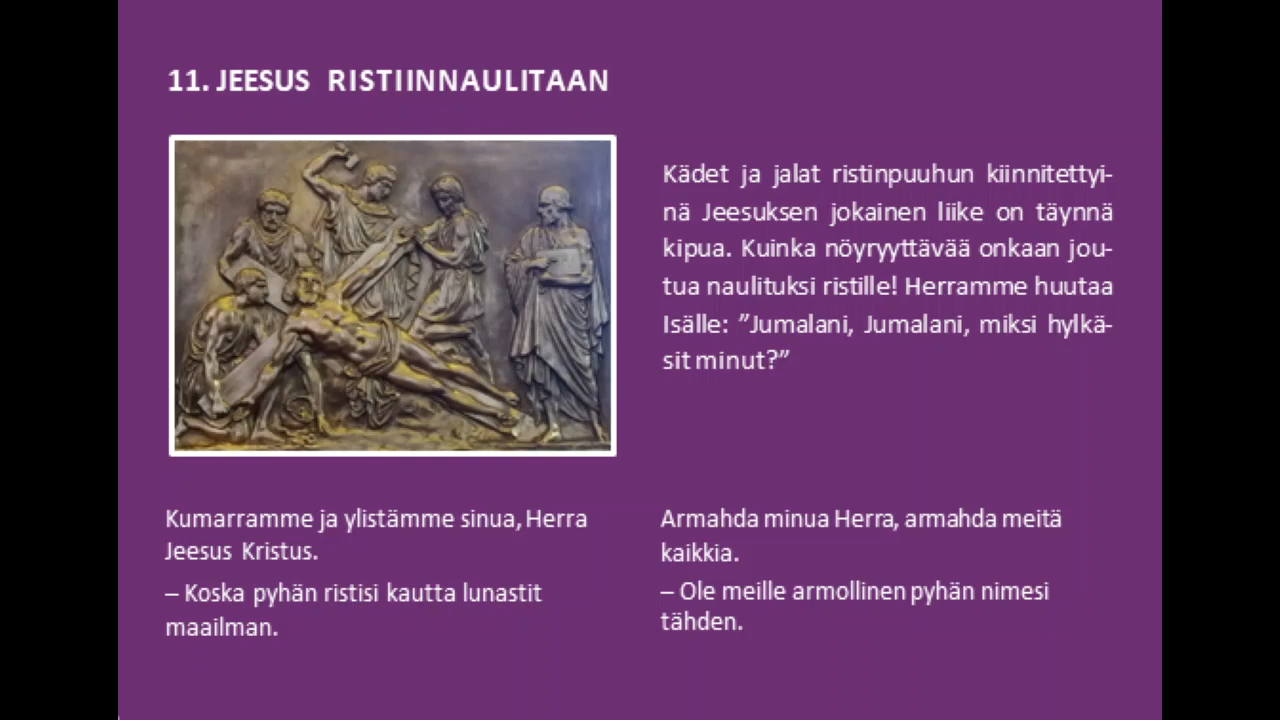 11. JEESUS RISTIINNAULITAAN
Kädet ja jalat ristinpuuhun kiinnitettyi-
nä Jeesuksen jokainen liike on täynnä
kipua. Kuinka nöyryyttävää onkaan jou-
tua naulituksi ristille! Herramme huutaa
Isälle: ”Jumalani, Jumalani, miksi hylkä-
sit minut?”
Kumarramme ja ylistämme sinua, Herra
Jeesus Kristus.
– Koska pyhän ristisi kautta lunastit
maailman.
Armahda minua Herra, armahda meitä
kaikkia.
– Ole meille armollinen pyhän nimesi
tähden.